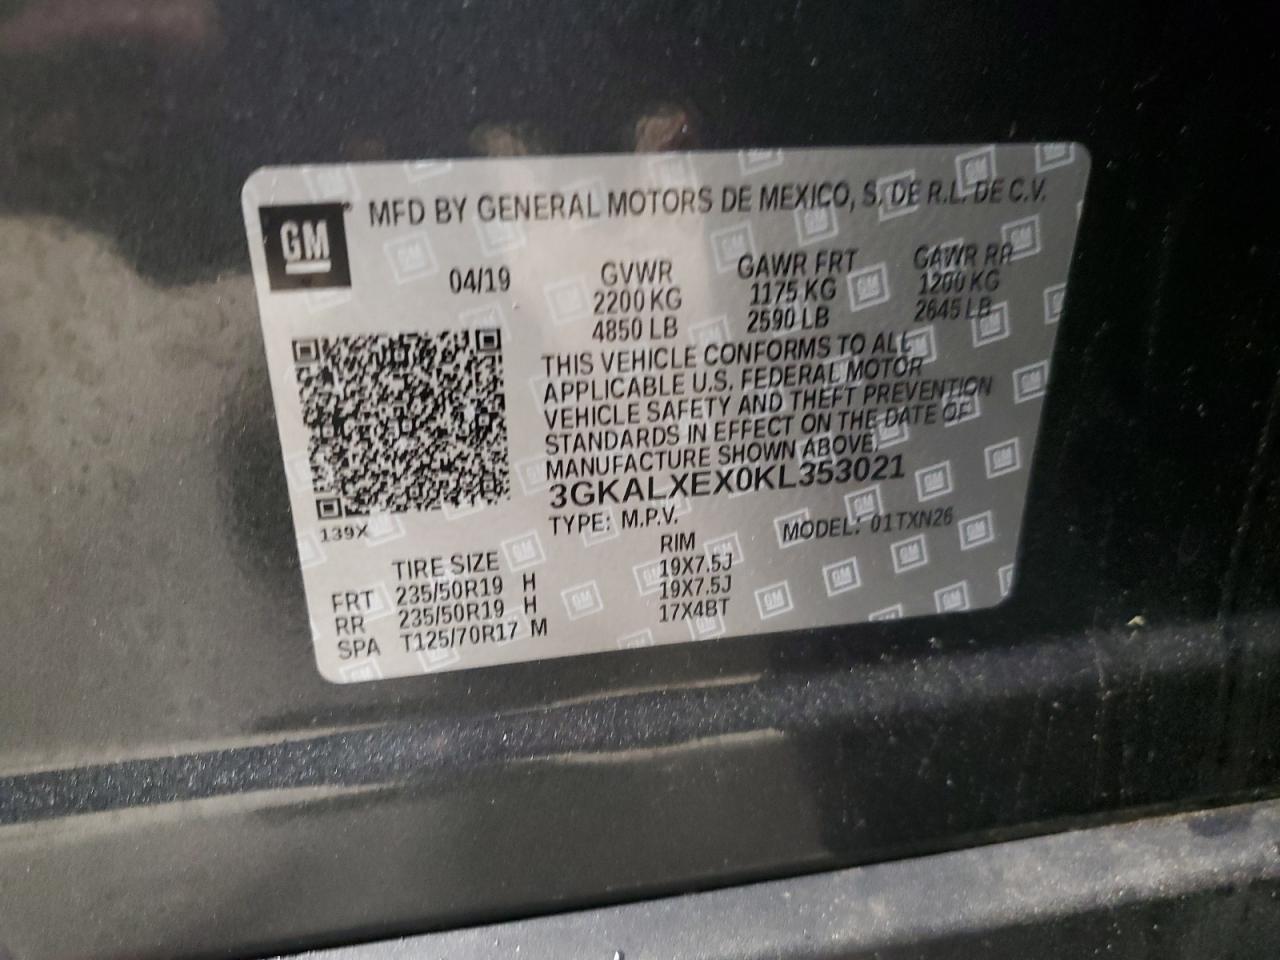 GM
MFD BY GENERAL MOTORS DE MEXICO, S. DE R.L. DE C.V.
04/19
GVWR GAWR FRT GAWR RR
2200 KG 1175 KG 1200 KG
4850 LB 2590 LB 2645 LB
THIS VEHICLE CONFORMS TO ALL
APPLICABLE U.S. FEDERAL MOTOR
VEHICLE SAFETY AND THEFT PREVENTION
STANDARDS IN EFFECT ON THE DATE OF
MANUFACTURE SHOWN ABOVE.
3GKALXEX0KL353021
139X
TYPE: M.P.V. MODEL: 01TXN26
TIRE SIZE RIM
FRT 235/50R19 H 19X7.5J
RR 235/50R19 H 19X7.5J
SPA T125/70R17 M 17X4BT